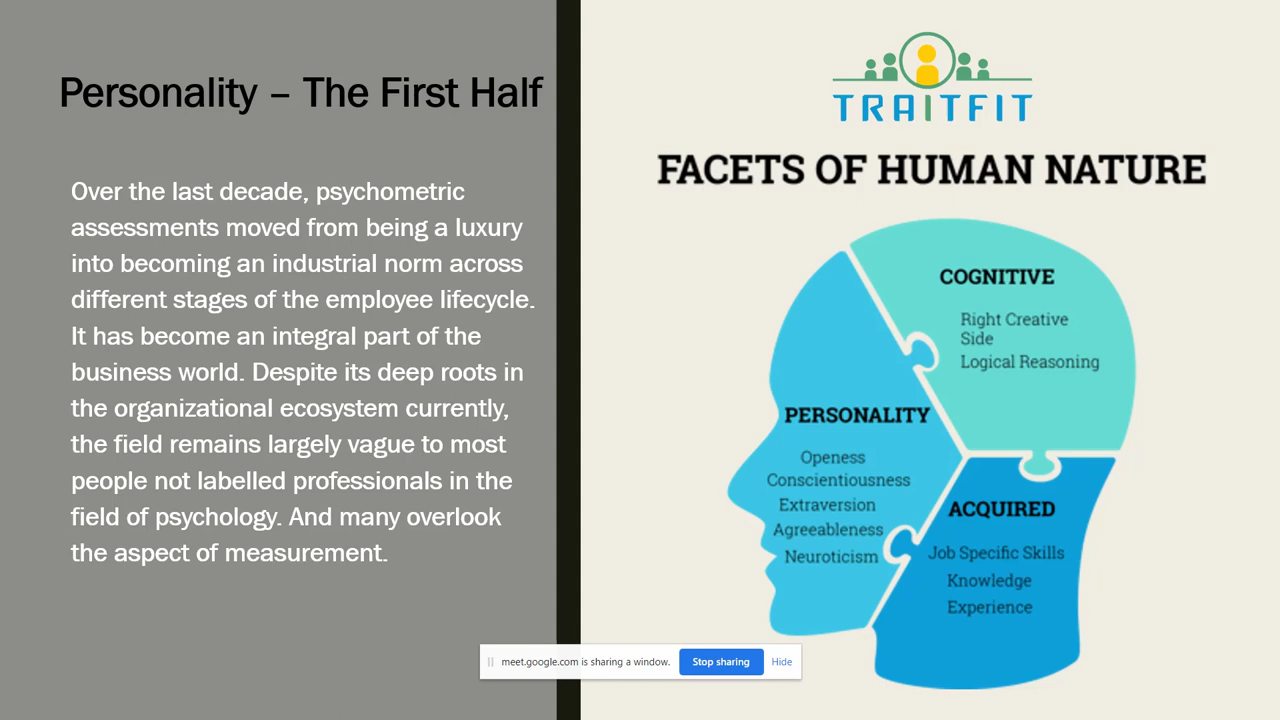 Personality – The First Half
Over the last decade, psychometric
assessments moved from being a luxury
into becoming an industrial norm across
different stages of the employee lifecycle.
It has become an integral part of the
business world. Despite its deep roots in
the organizational ecosystem currently,
the field remains largely vague to most
people not labelled professionals in the
field of psychology. And many overlook
the aspect of measurement.
TRAITFIT
FACETS OF HUMAN NATURE
COGNITIVE
Right Creative
Side
Logical Reasoning
PERSONALITY
Openess
Conscientiousness
Extraversion
Agreeableness
Neuroticism
ACQUIRED
Job Specific Skills
Knowledge
Experience
meet.google.com is sharing a window.
Stop sharing
Hide